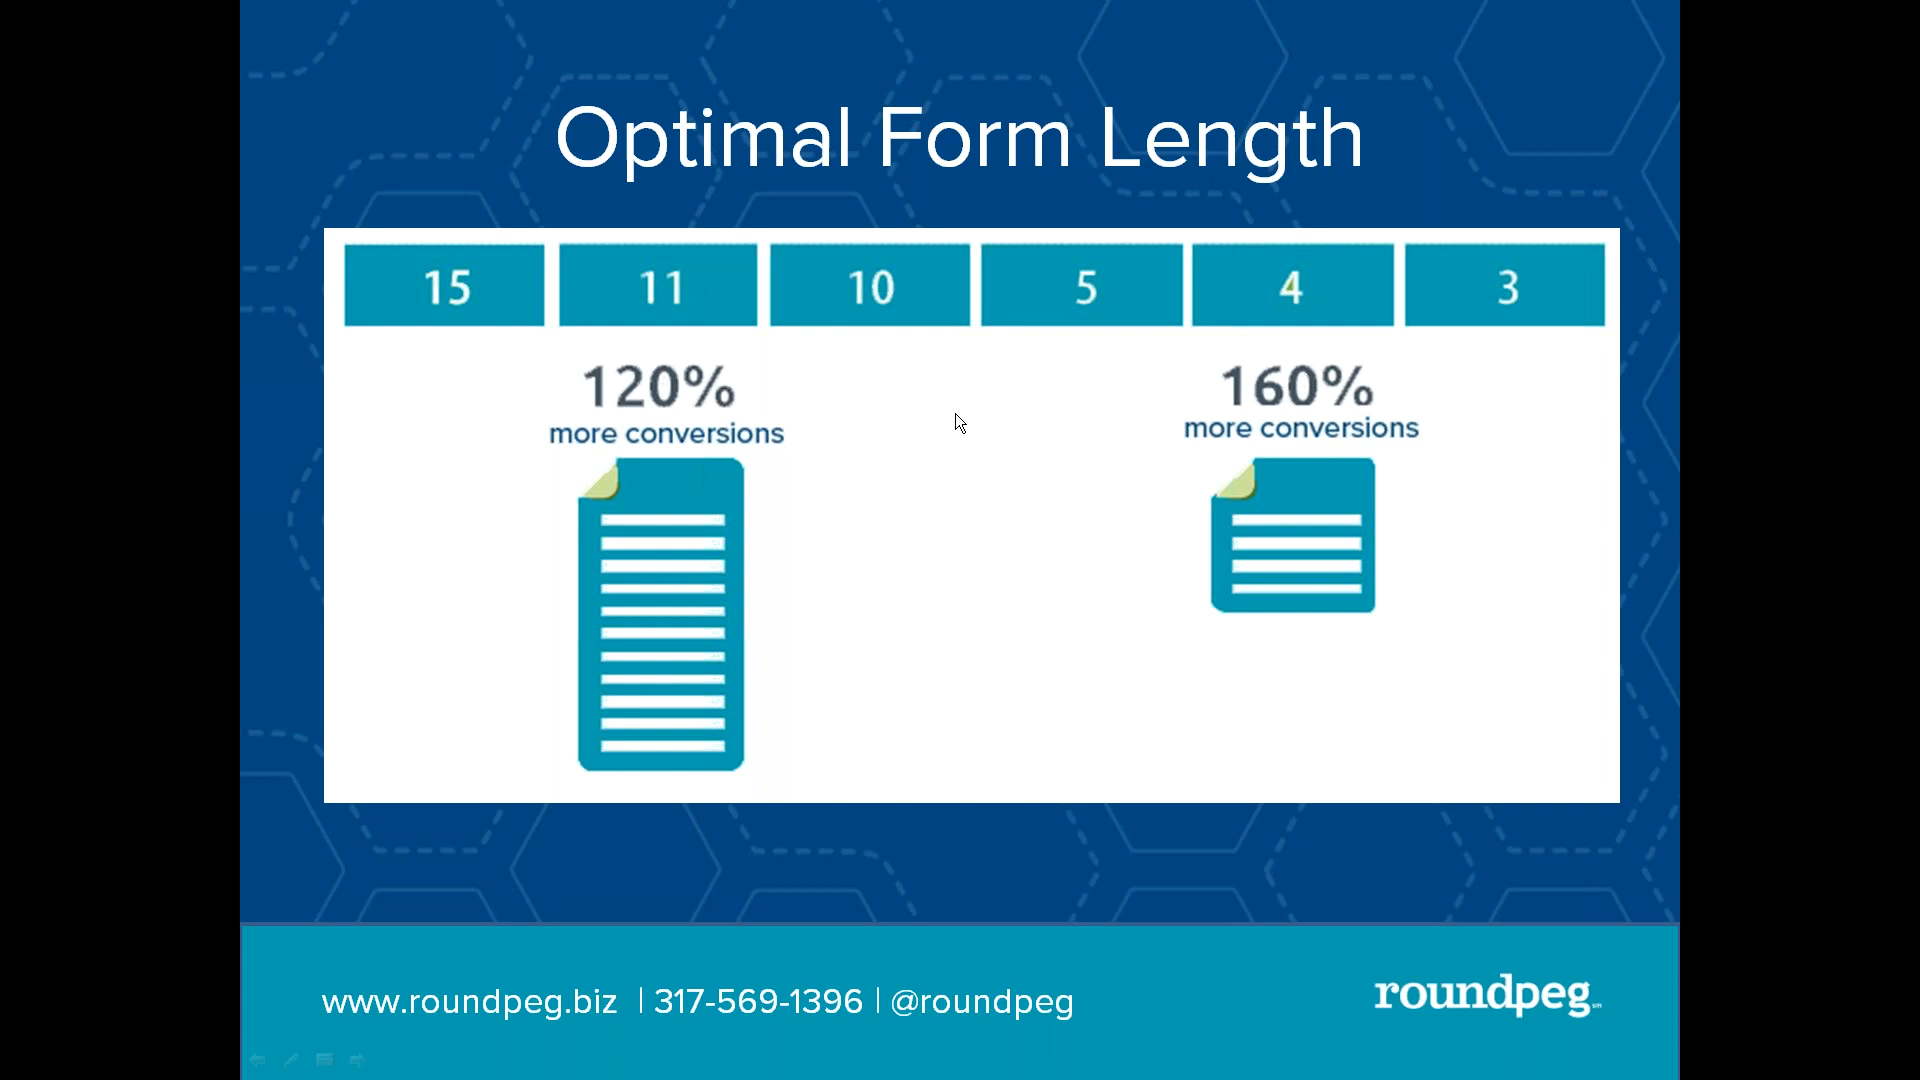 Optimal Form Length
15 11 10 5 4 3
120% 160%
more conversions more conversions
www.roundpeg.biz | 317-569-1396 | @roundpeg
roundpeg